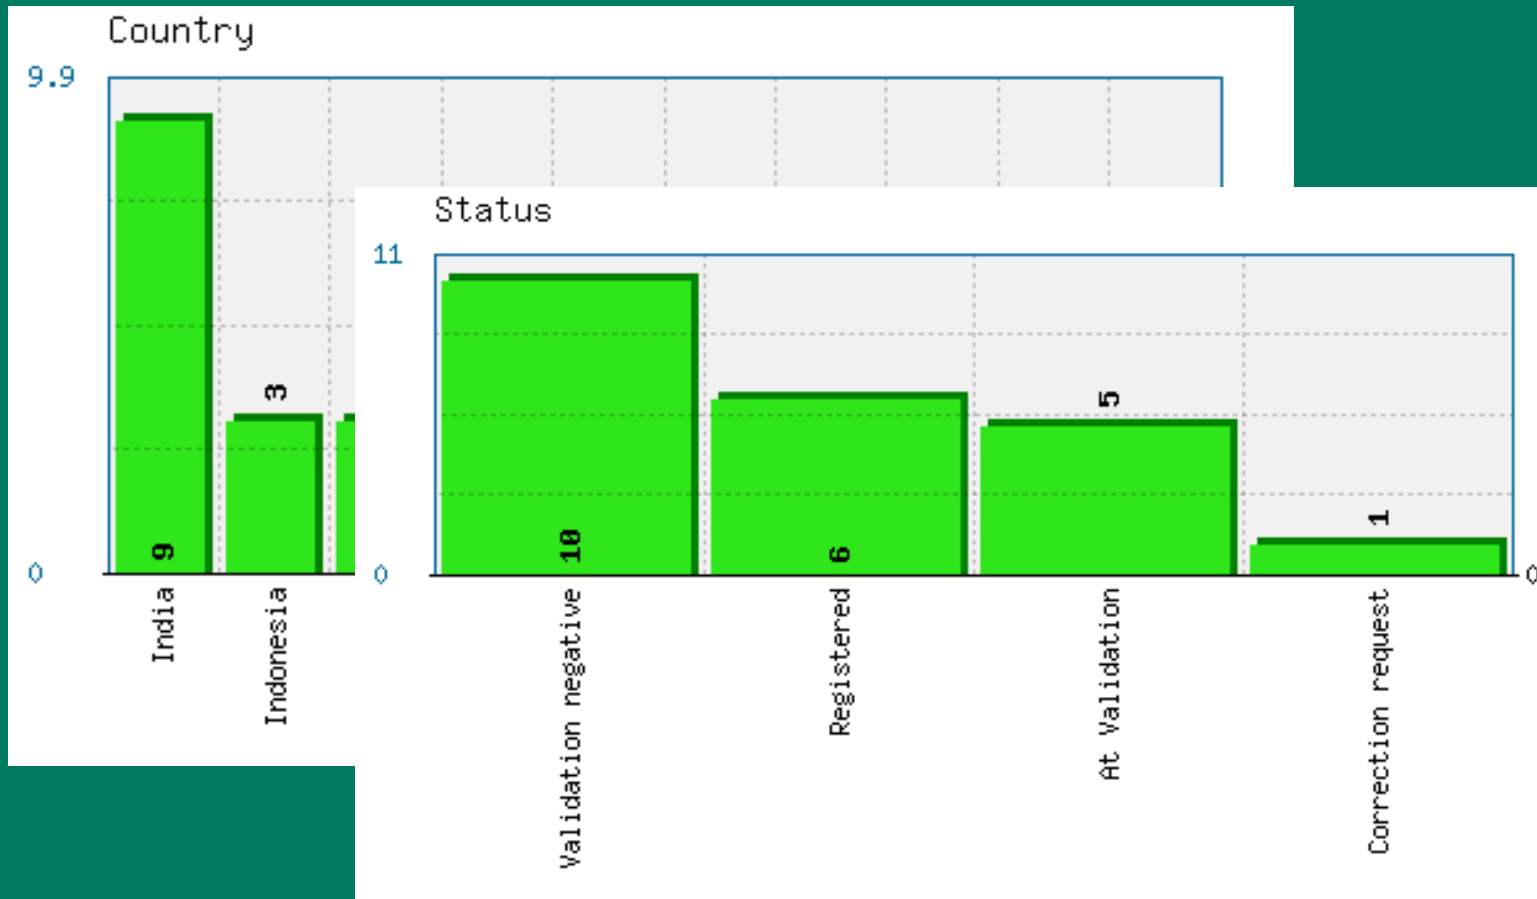 Country
9.9
3
9
0
India
Indonesia
Status
11
10
6
5
1
0
0
Validation negative
Registered
At Validation
Correction request